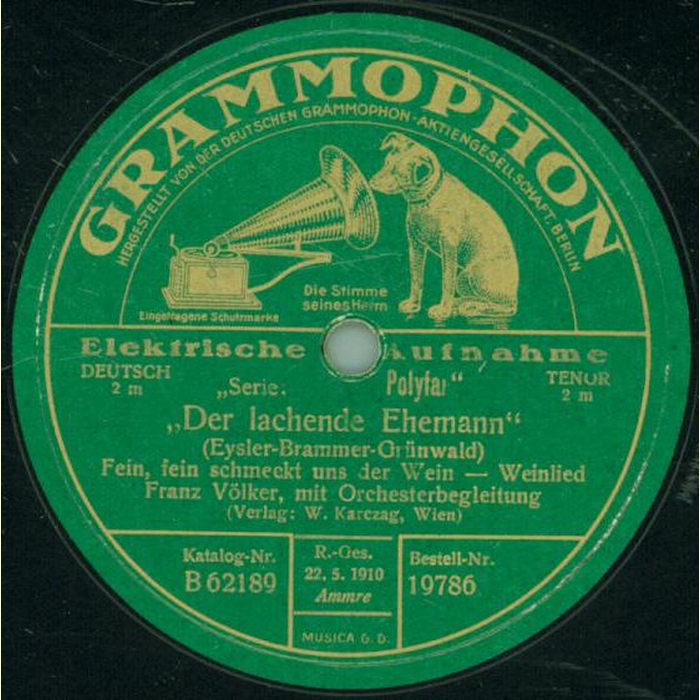 GRAMMOPHON
HERGESTELLT VON DER DEUTSCHEN GRAMMOPHON-AKTIENGESELLSCHAFT, BERLIN
Die Stimme
seines Herrn
Eingetragene Schutzmarke
Elektrische Aufnahme
DEUTSCH
2 m
„Serie: Polyfar“
TENOR
2 m
„Der lachende Ehemann“
(Eysler-Brammer-Grünwald)
Fein, fein schmeckt uns der Wein — Weinlied
Franz Völker, mit Orchesterbegleitung
(Verlag: W. Karczag, Wien)
Katalog-Nr.
B 62189
R.-Ges.
22. 5. 1910
Ammre
Bestell-Nr.
19786
MUSICA G. D.